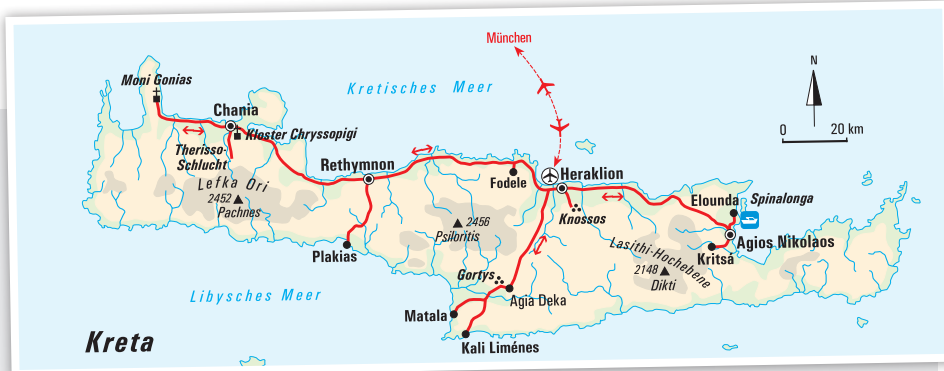 München
Kretisches Meer
N
0 20 km
Moni Gonias
Chania
Kloster Chryssopigi
Therisso-
Schlucht
Lefka Ori
2452
Pachnes
Rethymnon
Plakias
Fodele
Heraklion
Knossos
2456
Psiloritis
Elounda
Spinalonga
Agios Nikolaos
Kritsá
Lasithi-Hochebene
2148
Dikti
Gortys
Agia Deka
Matala
Kali Liménes
Libysches Meer
Kreta